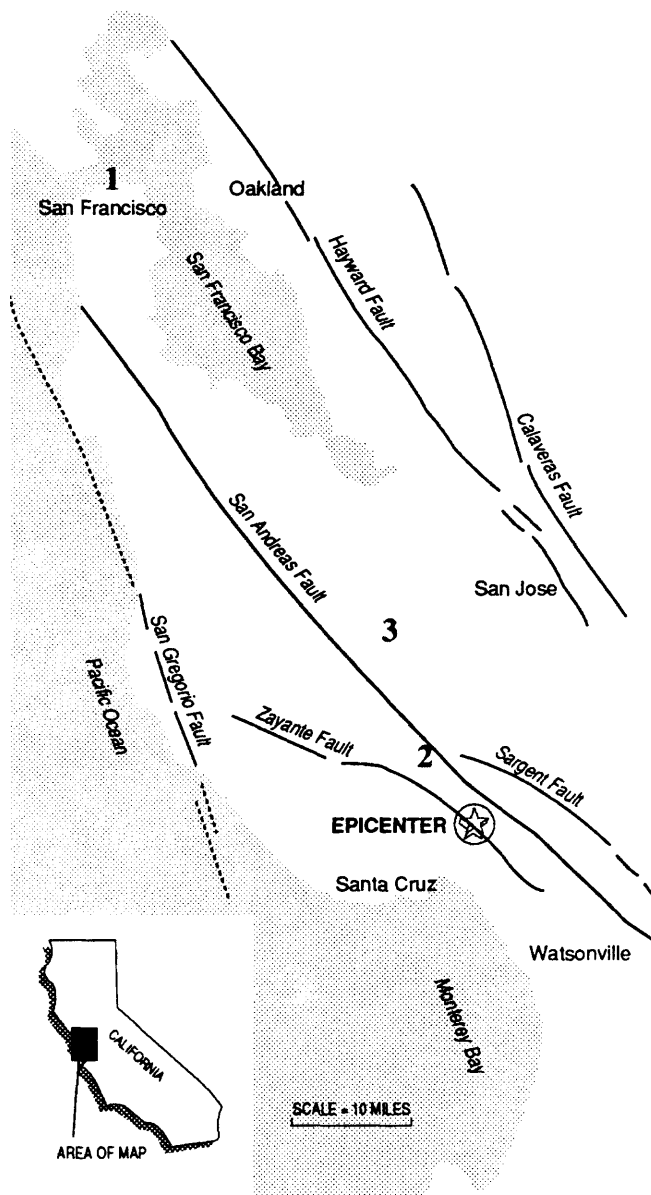 1
San Francisco
Oakland
San Francisco Bay
Hayward Fault
Calaveras Fault
San Andreas Fault
San Jose
3
San Gregorio Fault
Pacific Ocean
Zayante Fault
2
Sargent Fault
EPICENTER
Santa Cruz
Watsonville
Monterey Bay
CALIFORNIA
SCALE = 10 MILES
AREA OF MAP